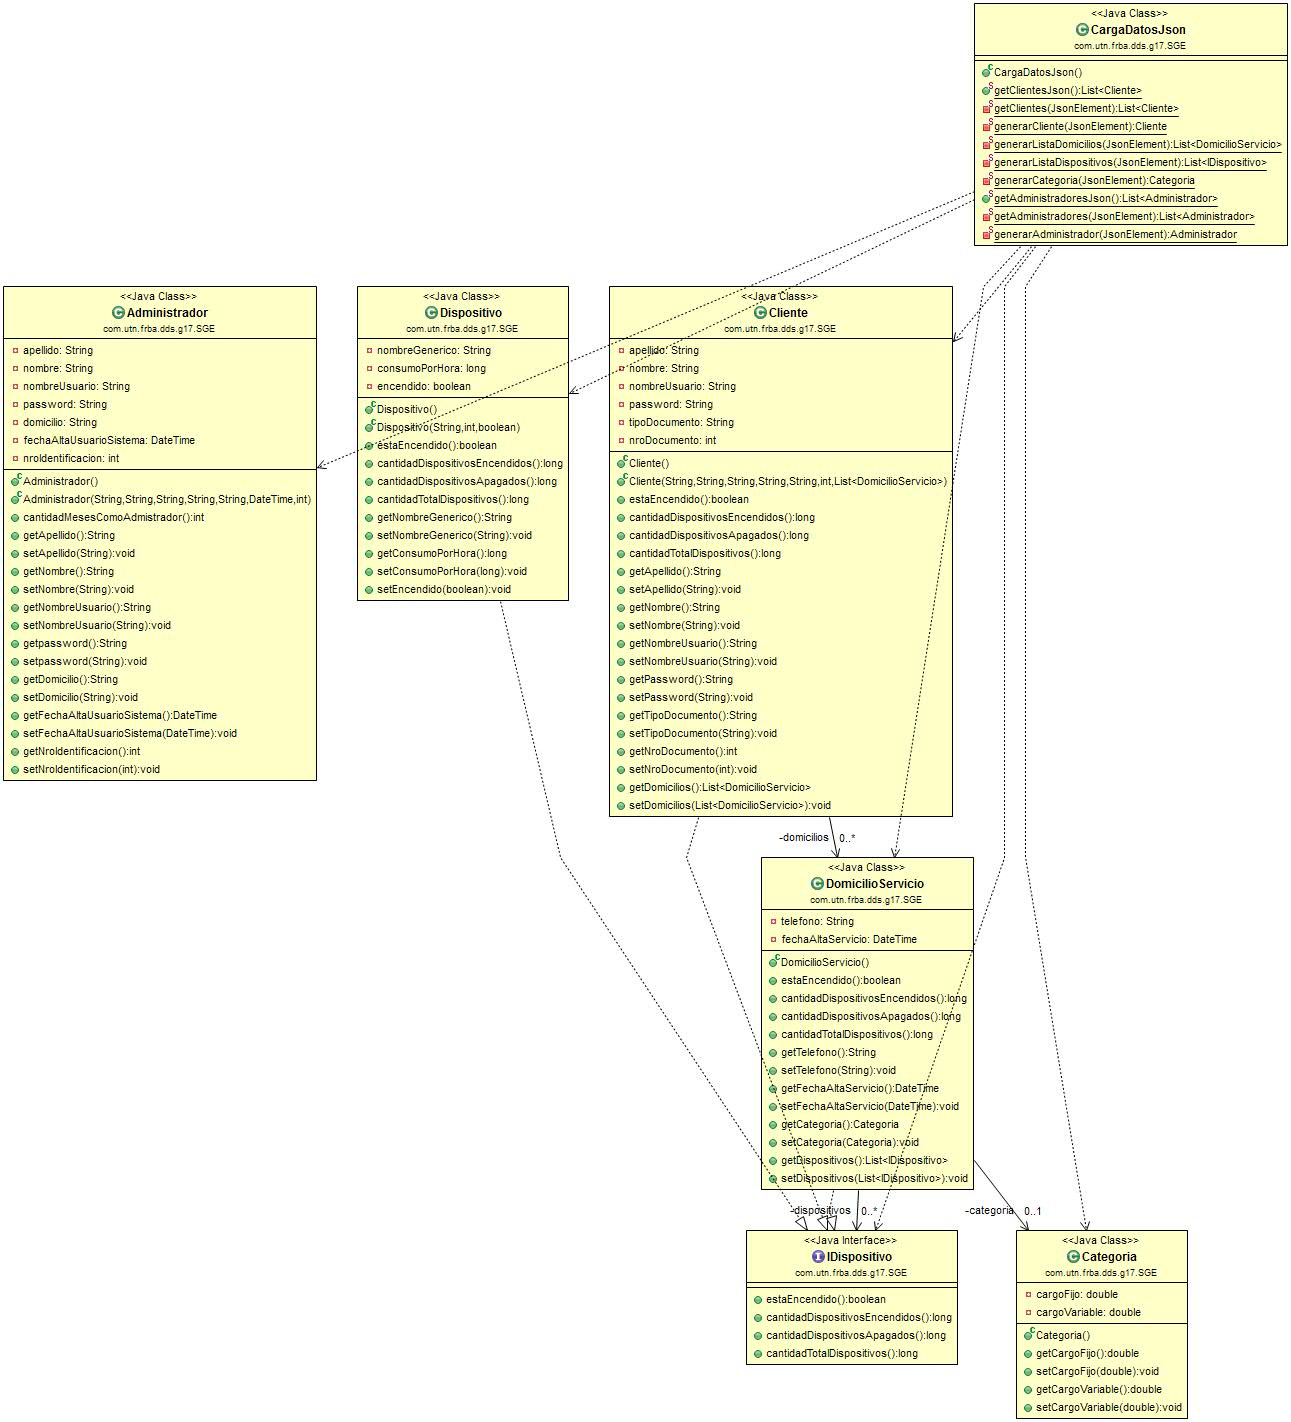 <<Java Class>>
CargaDatosJson
com.utn.frba.dds.g17.SGE
CargaDatosJson()
getClientesJson():List<Cliente>
getClientes(JsonElement):List<Cliente>
generarCliente(JsonElement):Cliente
generarListaDomicilios(JsonElement):List<DomicilioServicio>
generarListaDispositivos(JsonElement):List<IDispositivo>
generarCategoria(JsonElement):Categoria
getAdministradoresJson():List<Administrador>
getAdministradores(JsonElement):List<Administrador>
generarAdministrador(JsonElement):Administrador
<<Java Class>>
Administrador
com.utn.frba.dds.g17.SGE
apellido: String
nombre: String
nombreUsuario: String
password: String
domicilio: String
fechaAltaUsuarioSistema: DateTime
nroIdentificacion: int
Administrador()
Administrador(String,String,String,String,String,DateTime,int)
cantidadMesesComoAdmistrador():int
getApellido():String
setApellido(String):void
getNombre():String
setNombre(String):void
getNombreUsuario():String
setNombreUsuario(String):void
getpassword():String
setpassword(String):void
getDomicilio():String
setDomicilio(String):void
getFechaAltaUsuarioSistema():DateTime
setFechaAltaUsuarioSistema(DateTime):void
getNroIdentificacion():int
setNroIdentificacion(int):void
<<Java Class>>
Dispositivo
com.utn.frba.dds.g17.SGE
nombreGenerico: String
consumoPorHora: long
encendido: boolean
Dispositivo()
Dispositivo(String,int,boolean)
estaEncendido():boolean
cantidadDispositivosEncendidos():long
cantidadDispositivosApagados():long
cantidadTotalDispositivos():long
getNombreGenerico():String
setNombreGenerico(String):void
getConsumoPorHora():long
setConsumoPorHora(long):void
setEncendido(boolean):void
<<Java Class>>
Cliente
com.utn.frba.dds.g17.SGE
apellido: String
nombre: String
nombreUsuario: String
password: String
tipoDocumento: String
nroDocumento: int
Cliente()
Cliente(String,String,String,String,String,int,List<DomicilioServicio>)
estaEncendido():boolean
cantidadDispositivosEncendidos():long
cantidadDispositivosApagados():long
cantidadTotalDispositivos():long
getApellido():String
setApellido(String):void
getNombre():String
setNombre(String):void
getNombreUsuario():String
setNombreUsuario(String):void
getPassword():String
setPassword(String):void
getTipoDocumento():String
setTipoDocumento(String):void
getNroDocumento():int
setNroDocumento(int):void
getDomicilios():List<DomicilioServicio>
setDomicilios(List<DomicilioServicio>):void
-domicilios 0..*
<<Java Class>>
DomicilioServicio
com.utn.frba.dds.g17.SGE
telefono: String
fechaAltaServicio: DateTime
DomicilioServicio()
estaEncendido():boolean
cantidadDispositivosEncendidos():long
cantidadDispositivosApagados():long
cantidadTotalDispositivos():long
getTelefono():String
setTelefono(String):void
getFechaAltaServicio():DateTime
setFechaAltaServicio(DateTime):void
getCategoria():Categoria
setCategoria(Categoria):void
getDispositivos():List<IDispositivo>
setDispositivos(List<IDispositivo>):void
-dispositivos 0..*
-categoria 0..1
<<Java Interface>>
IDispositivo
com.utn.frba.dds.g17.SGE
estaEncendido():boolean
cantidadDispositivosEncendidos():long
cantidadDispositivosApagados():long
cantidadTotalDispositivos():long
<<Java Class>>
Categoria
com.utn.frba.dds.g17.SGE
cargoFijo: double
cargoVariable: double
Categoria()
getCargoFijo():double
setCargoFijo(double):void
getCargoVariable():double
setCargoVariable(double):void